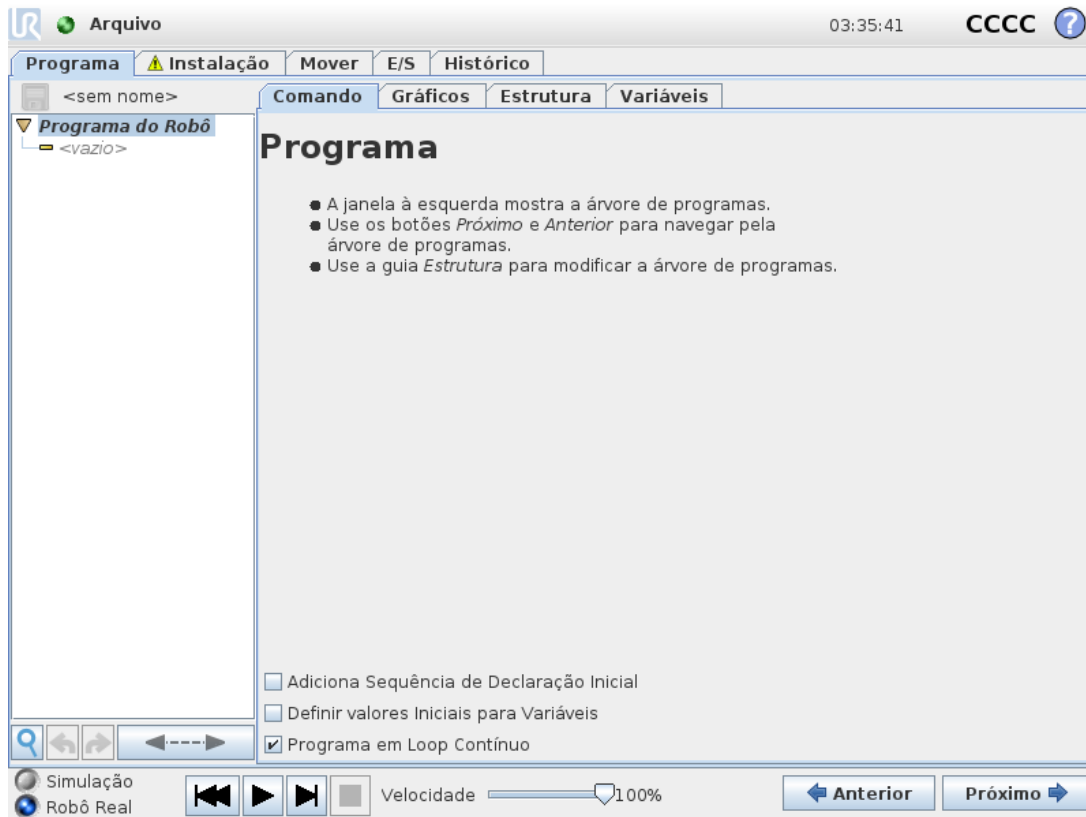 UR Arquivo 03:35:41 CCCC ?
Programa Instalação Mover E/S Histórico
<sem nome> Comando Gráficos Estrutura Variáveis
Programa do Robô
<vazio>
Programa
A janela à esquerda mostra a árvore de programas.
Use os botões Próximo e Anterior para navegar pela
árvore de programas.
Use a guia Estrutura para modificar a árvore de programas.
Adiciona Sequência de Declaração Inicial
Definir valores Iniciais para Variáveis
Programa em Loop Contínuo
Simulação
Robô Real
Velocidade 100% Anterior Próximo